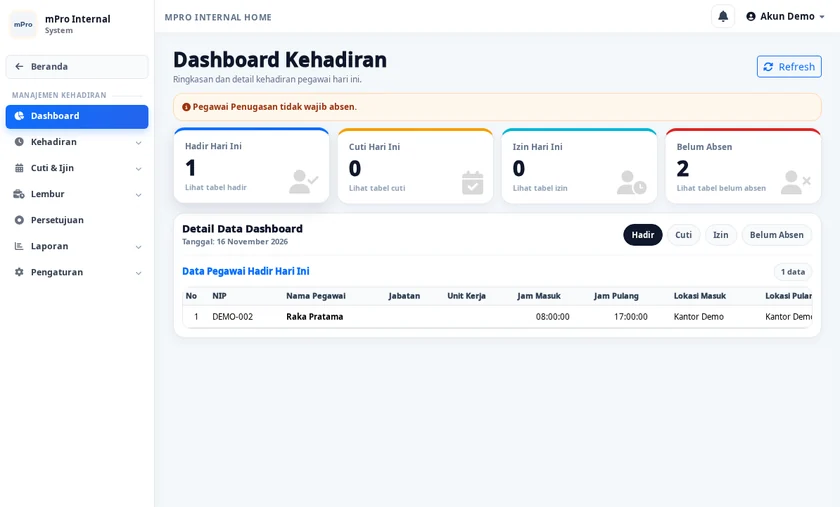 mPro
mPro Internal
System
Beranda
MANAJEMEN KEHADIRAN
Dashboard
Kehadiran
Cuti & Ijin
Lembur
Persetujuan
Laporan
Pengaturan
MPRO INTERNAL HOME
Akun Demo
Dashboard Kehadiran
Ringkasan dan detail kehadiran pegawai hari ini.
Refresh
Pegawai Penugasan tidak wajib absen.
Hadir Hari Ini
1
Lihat tabel hadir
Cuti Hari Ini
0
Lihat tabel cuti
Izin Hari Ini
0
Lihat tabel izin
Belum Absen
2
Lihat tabel belum absen
Detail Data Dashboard
Tanggal: 16 November 2026
Hadir Cuti Izin Belum Absen
Data Pegawai Hadir Hari Ini
1 data
No NIP Nama Pegawai Jabatan Unit Kerja Jam Masuk Jam Pulang Lokasi Masuk Lokasi Pular
1 DEMO-002 Raka Pratama 08:00:00 17:00:00 Kantor Demo Kantor Demo